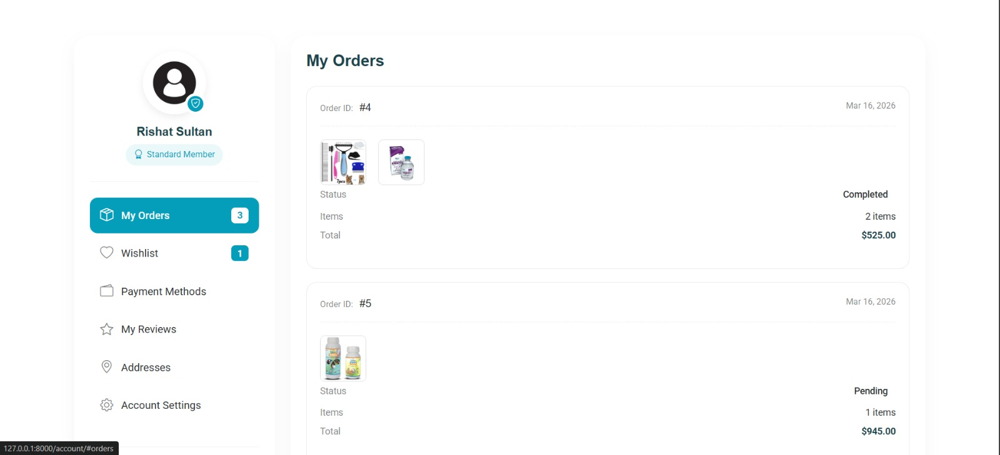 My Orders
Order ID: #4
Mar 16, 2026
7pcs
Status
Completed
Items
2 items
Total
$525.00
Order ID: #5
Mar 16, 2026
Status
Pending
Items
1 items
Total
$945.00
Rishat Sultan
Standard Member
My Orders 3
Wishlist 1
Payment Methods
My Reviews
Addresses
Account Settings
127.0.0.1:8000/account/#orders